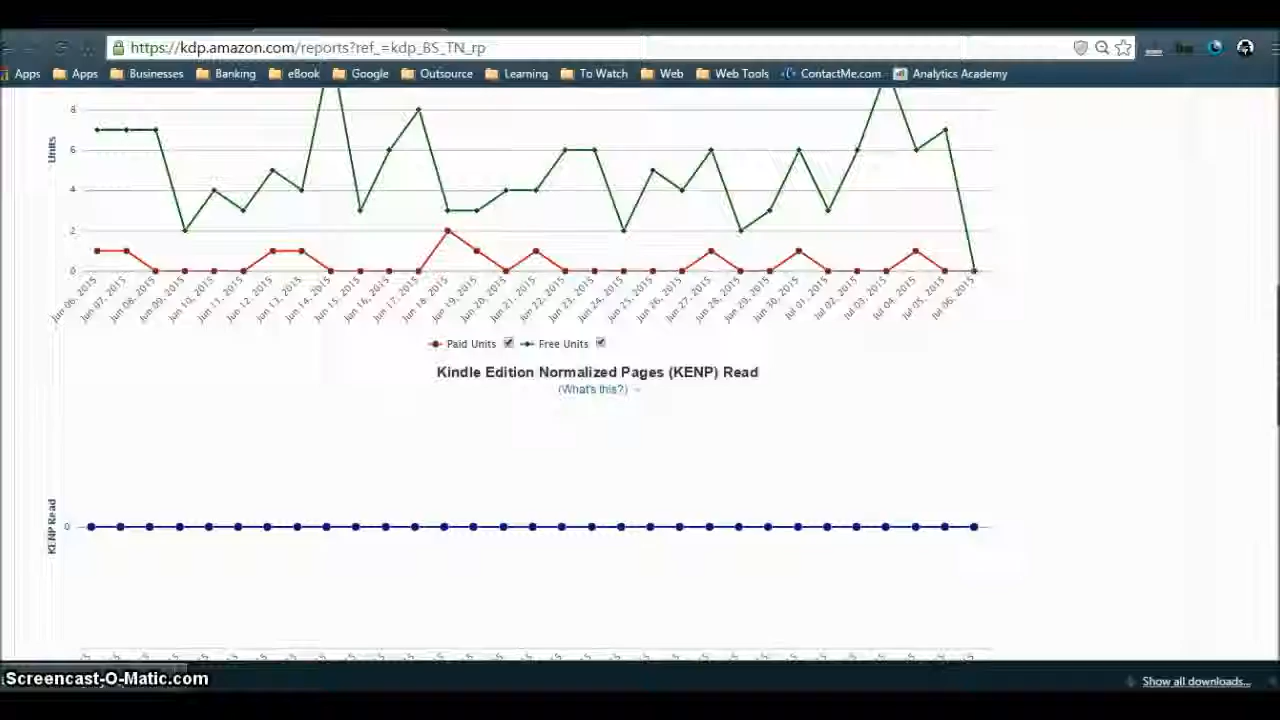 https://kdp.amazon.com/reports?ref_=kdp_BS_TN_rp
Apps Apps Businesses Banking eBook Google Outsource Learning To Watch Web Web Tools ContactMe.com Analytics Academy
Units
8
6
4
2
0
Jun 06, 2015 Jun 07, 2015 Jun 08, 2015 Jun 09, 2015 Jun 10, 2015 Jun 11, 2015 Jun 12, 2015 Jun 13, 2015 Jun 14, 2015 Jun 15, 2015 Jun 16, 2015 Jun 17, 2015 Jun 18, 2015 Jun 19, 2015 Jun 20, 2015 Jun 21, 2015 Jun 22, 2015 Jun 23, 2015 Jun 24, 2015 Jun 25, 2015 Jun 26, 2015 Jun 27, 2015 Jun 28, 2015 Jun 29, 2015 Jun 30, 2015 Jul 01, 2015 Jul 02, 2015 Jul 03, 2015 Jul 04, 2015 Jul 05, 2015 Jul 06, 2015
Paid Units Free Units
Kindle Edition Normalized Pages (KENP) Read
(What's this?)
KENP Read
0
Screencast-O-Matic.com
Show all downloads...